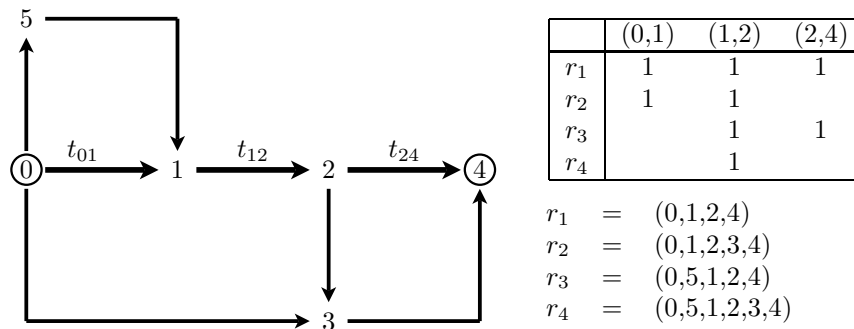 5
t01
t12
t24
0
1
2
4
3
(0,1) (1,2) (2,4)
r1 1 1 1
r2 1 1
r3 1 1
r4 1
r1 = (0,1,2,4)
r2 = (0,1,2,3,4)
r3 = (0,5,1,2,4)
r4 = (0,5,1,2,3,4)